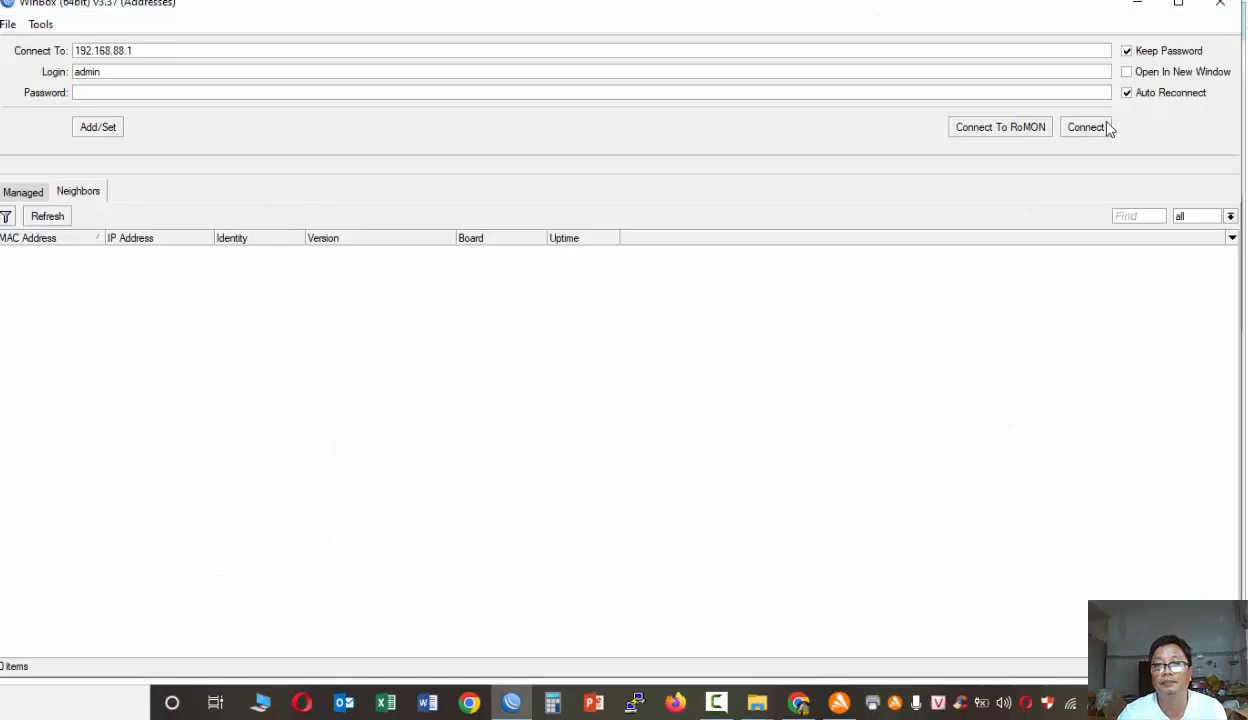 WinBox (64bit) v3.37 (Addresses)
File Tools
Connect To: 192.168.88.1
Keep Password
Login: admin
Open In New Window
Password:
Auto Reconnect
Add/Set
Connect To RoMON
Connect
Managed
Neighbors
Refresh
Find
all
MAC Address
IP Address
Identity
Version
Board
Uptime
0 items